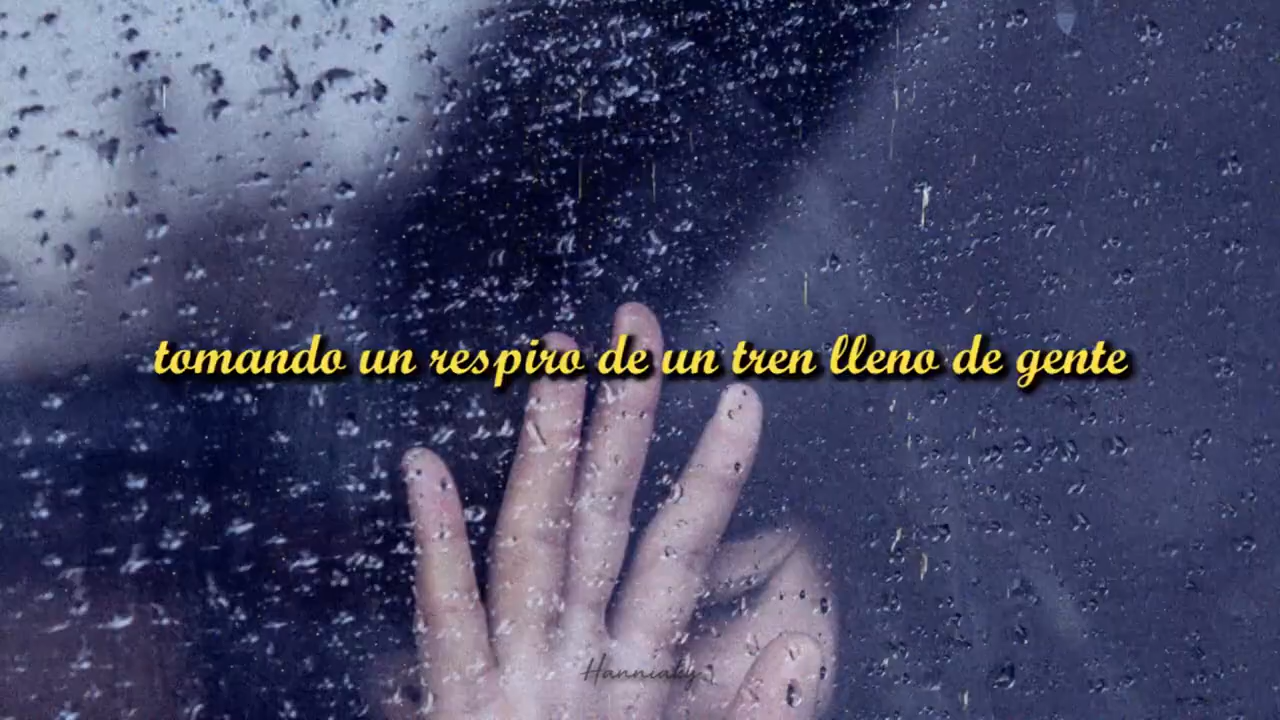 tomando un respiro de un tren lleno de gente
Hanniaky